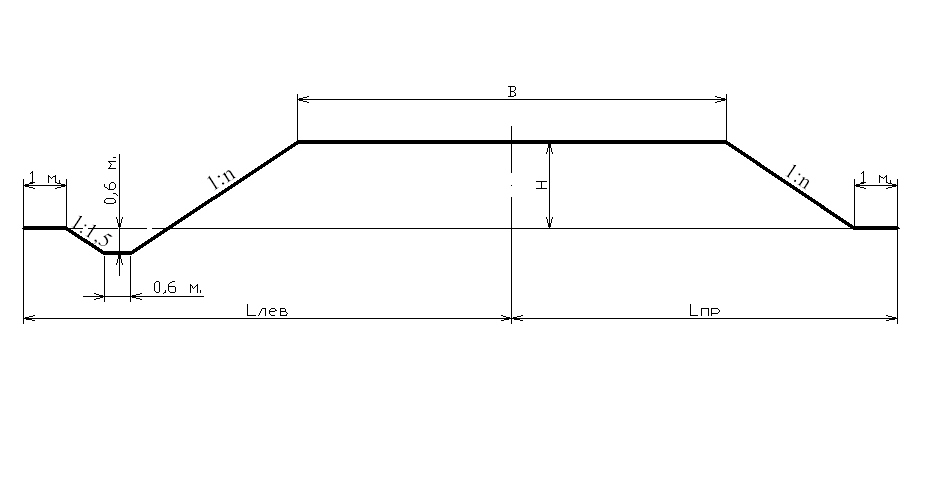 В
1 м.
0,6 м.
1:n
1:n
1 м.
Н
1:1,5
0,6 м.
Lлев
Lпр